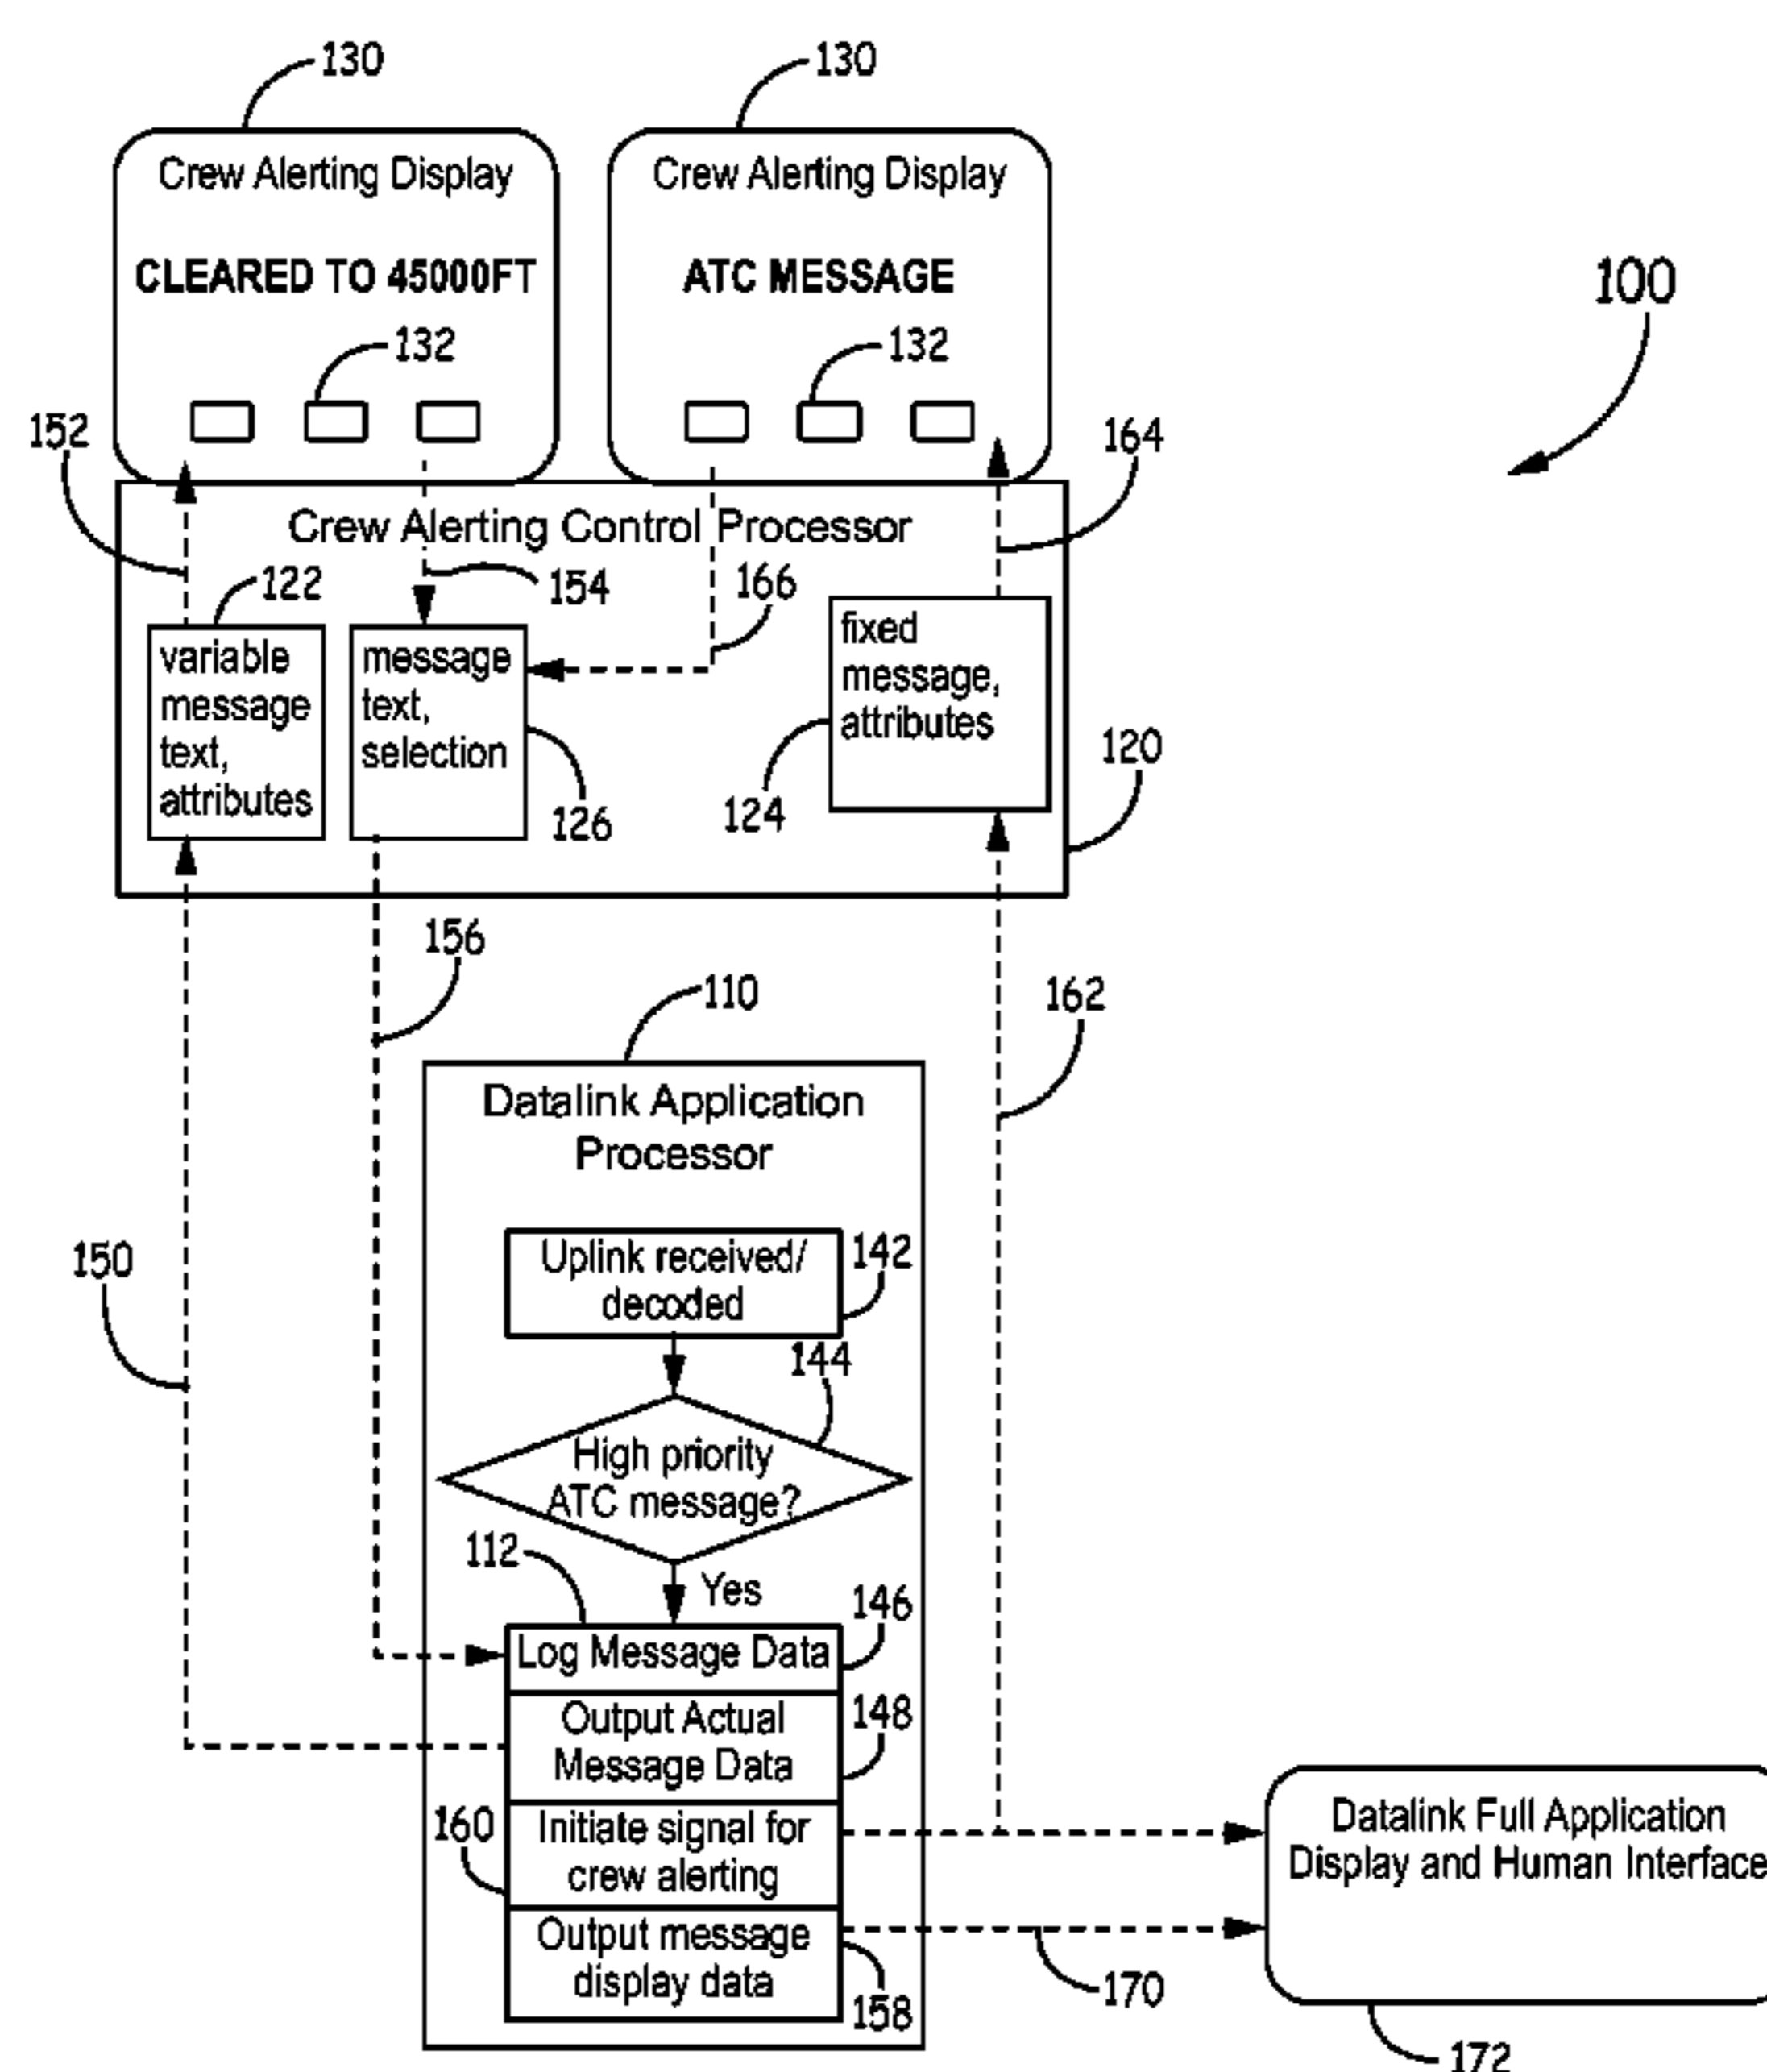 130
130
Crew Alerting Display
Crew Alerting Display
CLEARED TO 45000FT
ATC MESSAGE
100
132
132
152
164
Crew Alerting Control Processor
122
154
166
variable
message
text,
attributes
message
text,
selection
fixed
message,
attributes
126
124
120
156
110
162
Datalink Application
Processor
150
Uplink received/
decoded
142
144
High priority
ATC message?
112
Yes
146
Log Message Data
148
Output Actual
Message Data
160
Initiate signal for
crew alerting
Output message
display data
158
170
Datalink Full Application
Display and Human Interface
172